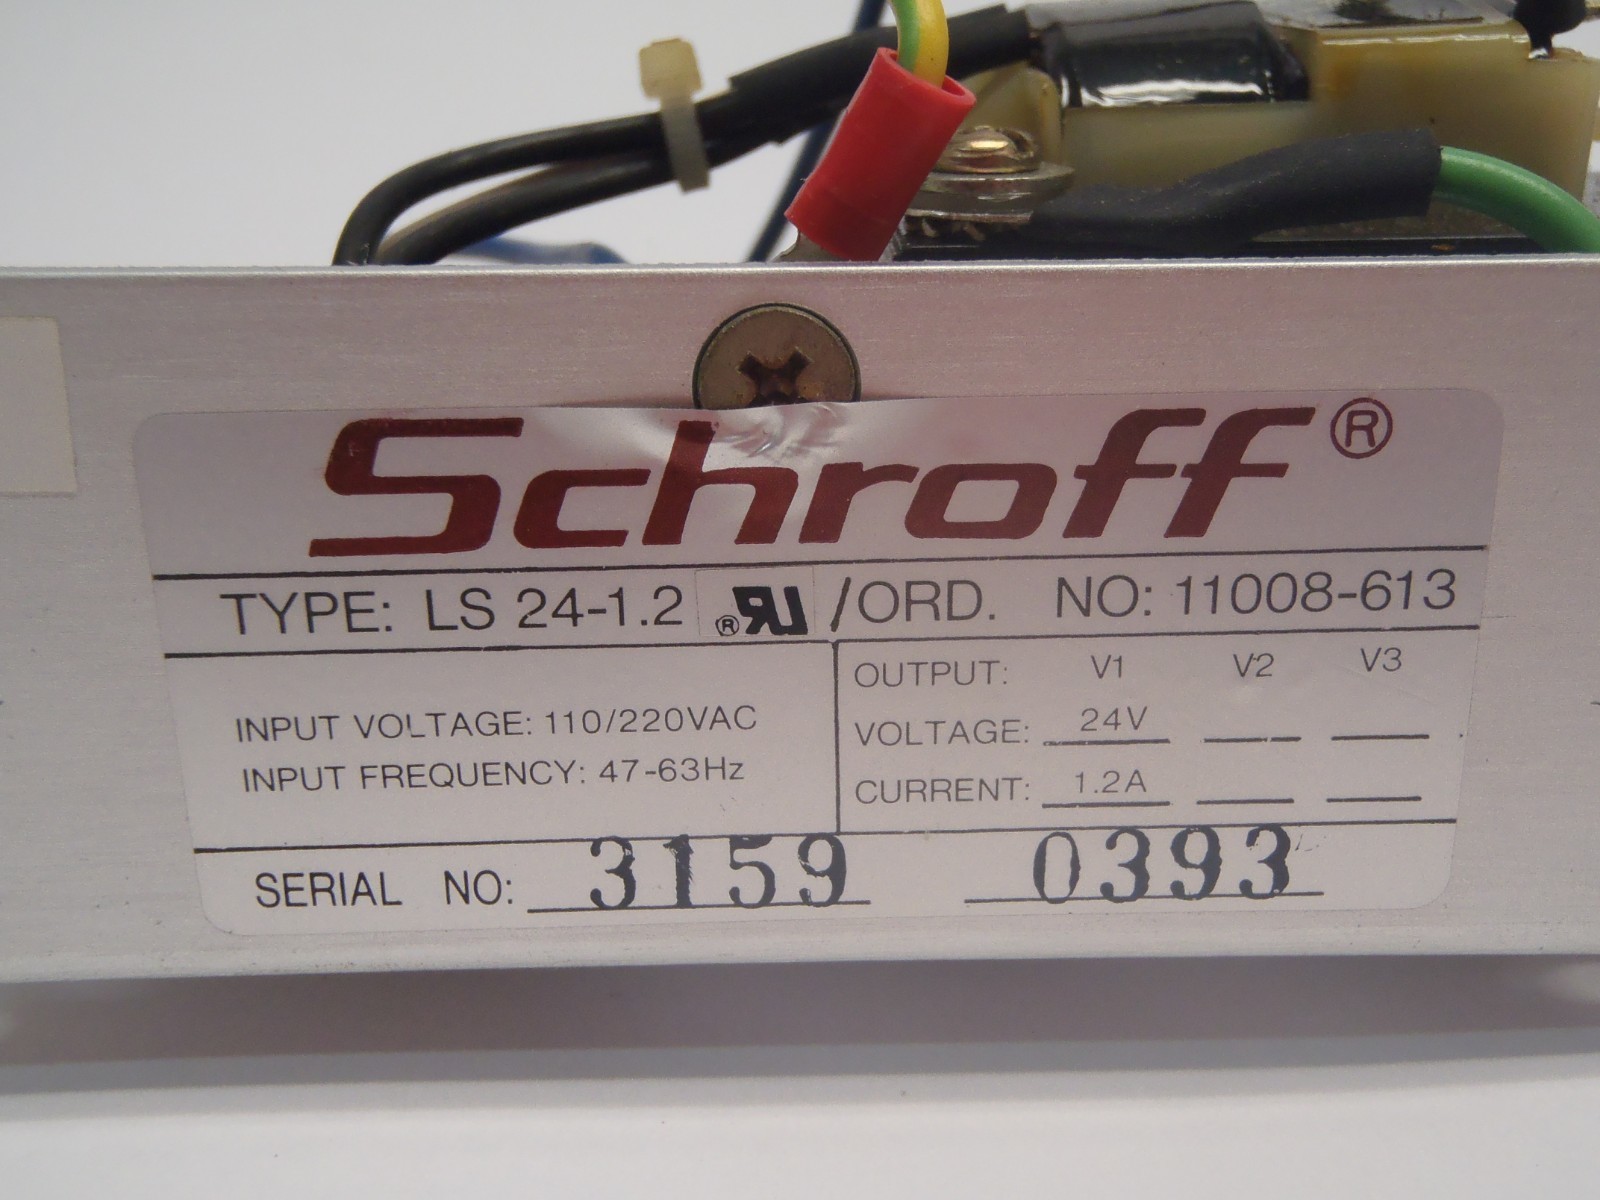 Schroff®
TYPE: LS 24-1.2 ®RU /ORD. NO: 11008-613
INPUT VOLTAGE: 110/220VAC
INPUT FREQUENCY: 47-63Hz
OUTPUT: V1 V2 V3
VOLTAGE: 24V
CURRENT: 1.2A
SERIAL NO: 3159 0393